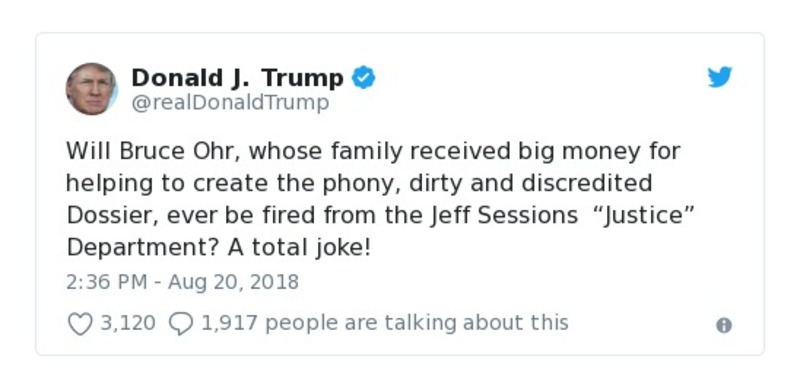 Donald J. Trump
@realDonaldTrump
Will Bruce Ohr, whose family received big money for
helping to create the phony, dirty and discredited
Dossier, ever be fired from the Jeff Sessions  “Justice”
Department? A total joke!
2:36 PM - Aug 20, 2018
3,120 1,917 people are talking about this